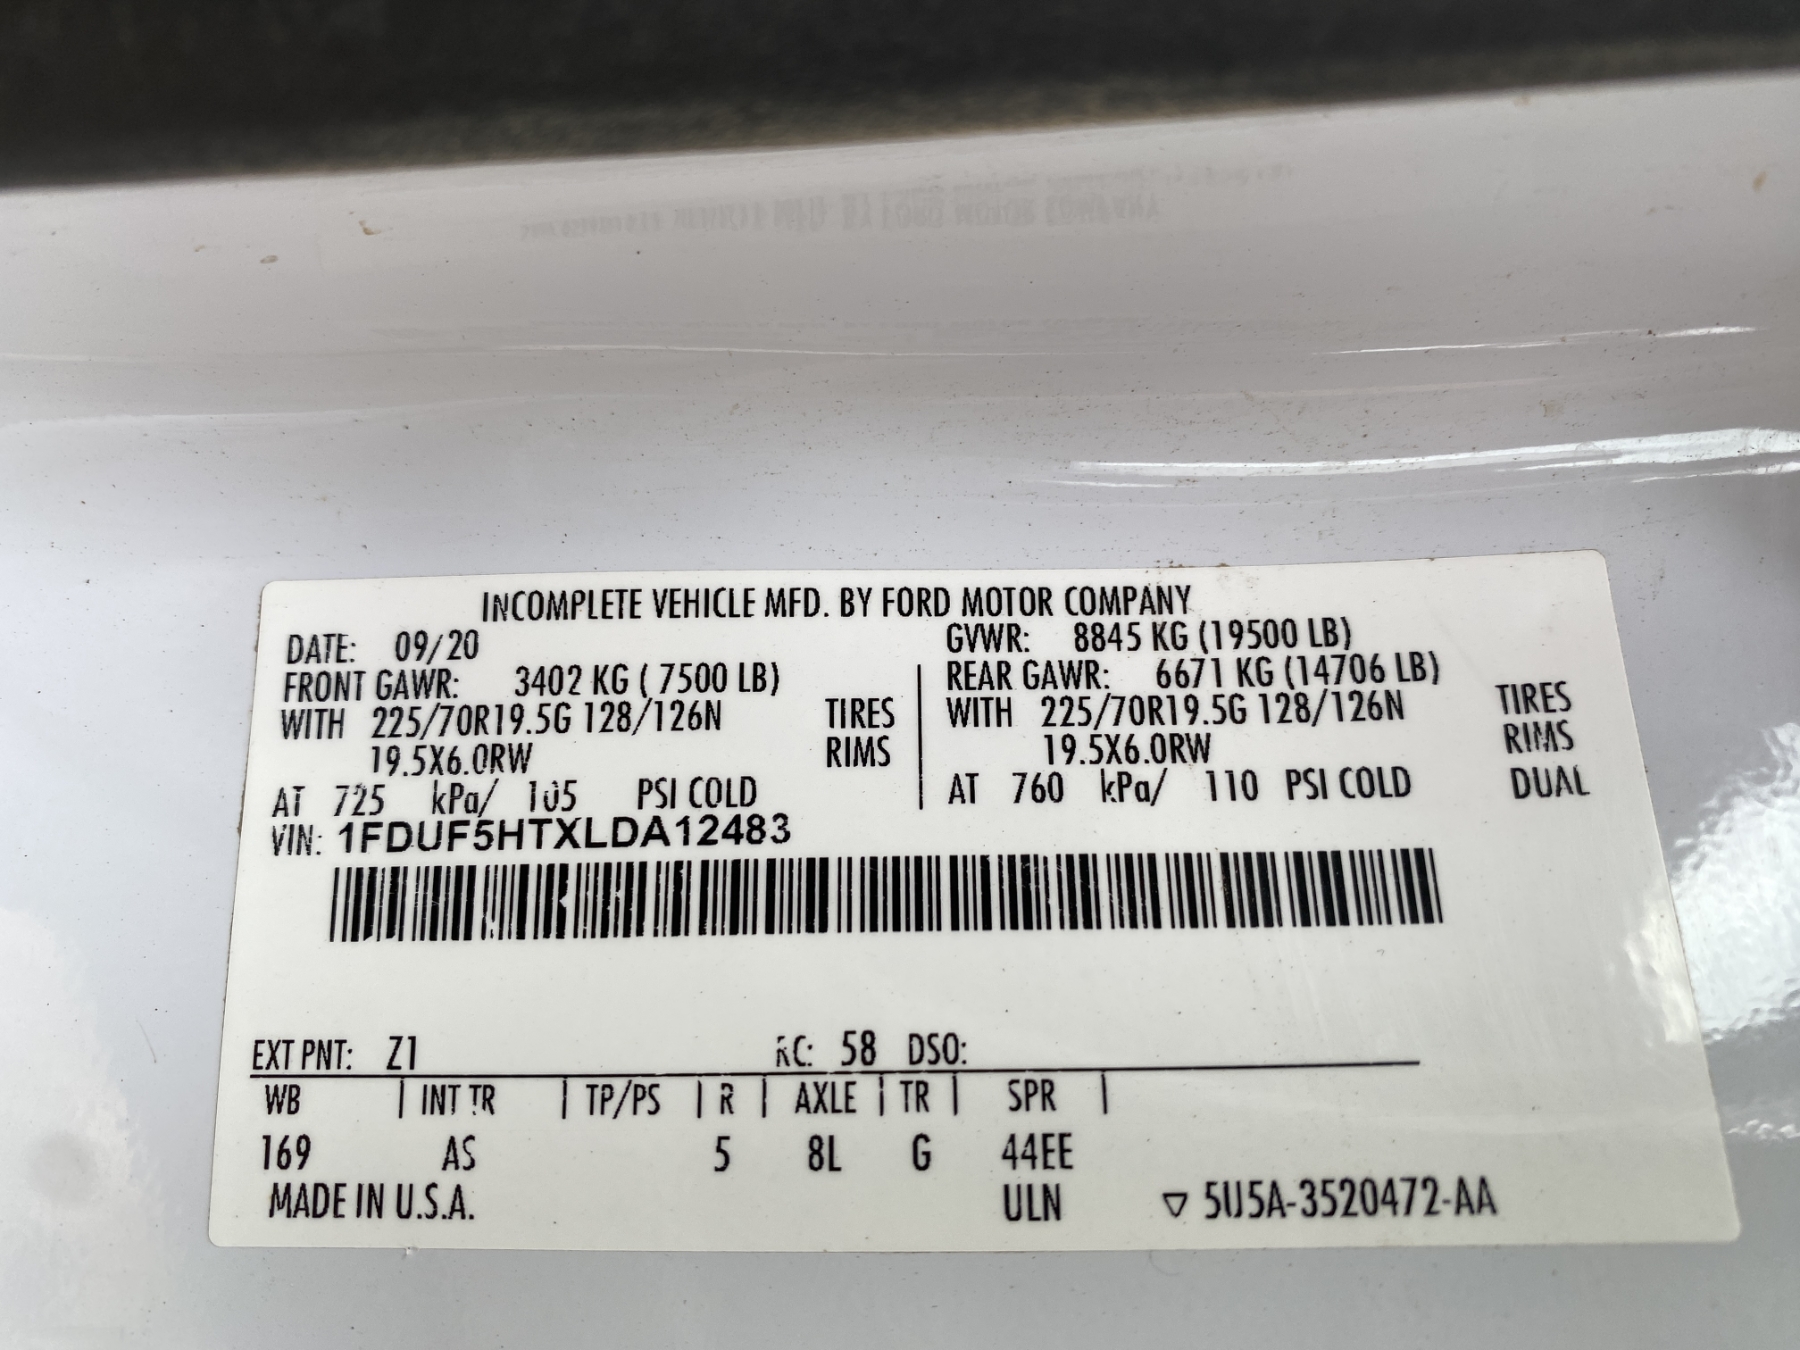 INCOMPLETE VEHICLE MFD. BY FORD MOTOR COMPANY
DATE: 09/20 GVWR: 8845 KG (19500 LB)
FRONT GAWR: 3402 KG ( 7500 LB) REAR GAWR: 6671 KG (14706 LB)
WITH 225/70R19.5G 128/126N TIRES WITH 225/70R19.5G 128/126N TIRES
19.5X6.0RW RIMS 19.5X6.0RW RIMS
AT 725 kPa/ 105 PSI COLD AT 760 kPa/ 110 PSI COLD DUAL
VIN: 1FDUF5HTXLDA12483
EXT PNT: Z1 RC: 58 DSO:
WB | INT TR | TP/PS | R | AXLE | TR | SPR |
169 AS 5 8L G 44EE
MADE IN U.S.A. ULN ▽ 5U5A-3520472-AA